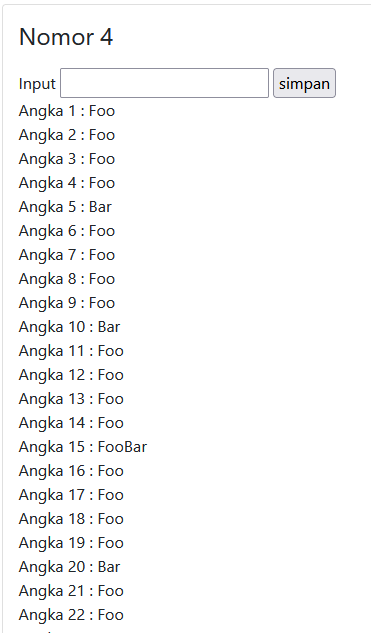 Nomor 4
Input simpan
Angka 1 : Foo
Angka 2 : Foo
Angka 3 : Foo
Angka 4 : Foo
Angka 5 : Bar
Angka 6 : Foo
Angka 7 : Foo
Angka 8 : Foo
Angka 9 : Foo
Angka 10 : Bar
Angka 11 : Foo
Angka 12 : Foo
Angka 13 : Foo
Angka 14 : Foo
Angka 15 : FooBar
Angka 16 : Foo
Angka 17 : Foo
Angka 18 : Foo
Angka 19 : Foo
Angka 20 : Bar
Angka 21 : Foo
Angka 22 : Foo